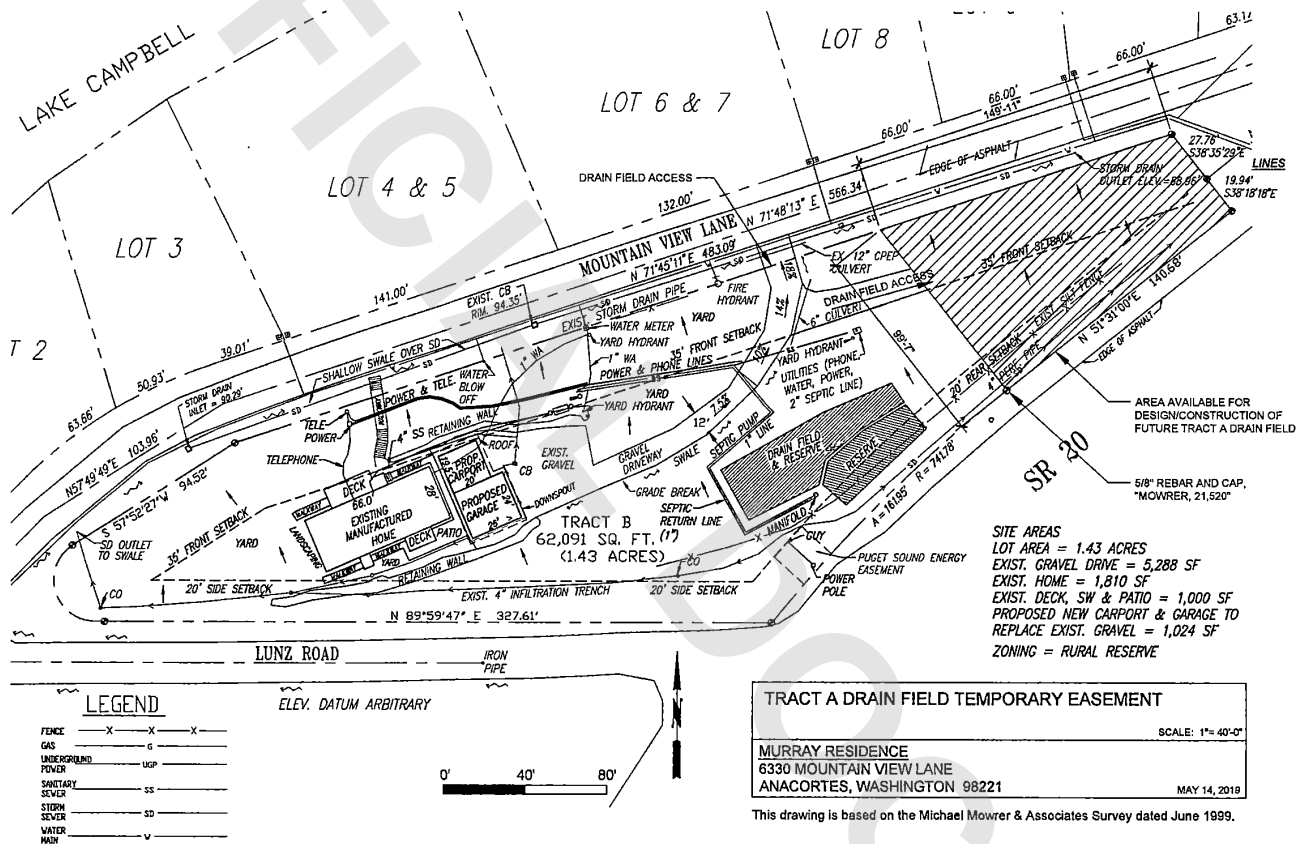 LAKE CAMPBELL
LOT 8
LOT 6 & 7
LOT 4 & 5
LOT 3
T 2
63.17
66.00'
66.00'
149'-11"
66.00'
EDGE OF ASPHALT
W
SD
STORM DRAIN
27.76
S38°35'29"E
LINES
19.94'
S38°18'18"E
DRAIN FIELD ACCESS
132.00'
MOUNTAIN VIEW LANE
N 71°48'13" E 566.34'
N 71°45'11" E 483.09'
141.00'
EXIST. CB
RIM. 94.35'
EX. 12" CPEP
CULVERT
18%
14%
35' FRONT SETBACK
DRAIN FIELD ACCESS
6" CULVERT
FIRE
HYDRANT
STORM DRAIN PIPE
EXIST
WATER METER
YARD
YARD HYDRANT
1" WA
1" WA
35' FRONT SETBACK
POWER & PHONE LINES
YARD HYDRANT
UTILITIES (PHONE,
WATER, POWER,
2" SEPTIC LINE)
99'-7"
20' REAR SETBACK
EXIST SILT FENCE
4" PERF PIPE
N 51°31'00"E 140.68'
EDGE OF ASPHALT
39.01'
50.93'
63.66'
SHALLOW SWALE OVER SD
STORM DRAIN
INLET = 90.29'
POWER & TELE.
WATER
BLOW
OFF
YARD
YARD HYDRANT
TELE-
POWER
4" SS RETAINING WALL
TELEPHONE
ROOF
EXIST.
GRAVEL
CB
12'
7.5%
GRAVEL
DRIVEWAY
SWALE
SEPTIC PUMP
1" LINE
DRAIN FIELD
& RESERVE
RESERVE
AREA AVAILABLE FOR
DESIGN/CONSTRUCTION OF
FUTURE TRACT A DRAIN FIELD
SR 20
5/8" REBAR AND CAP,
"MOWRER, 21,520"
N57°49'49"E 103.96'
S 57°52'27"W 94.52'
SD OUTLET
TO SWALE
35' FRONT SETBACK
YARD
LANDSCAPING
WALKWAY
DECK
WALKWAY
66.0'
28'
EXISTING
MANUFACTURED
HOME
PROP.
CARPORT
20'
PROPOSED
GARAGE
24'
26'
DOWNSPOUT
GRADE BREAK
SEPTIC
RETURN LINE
TRACT B
62,091 SQ. FT. (1")
(1.43 ACRES)
MANIFOLD
GUY
A = 161.95' R = 741.78'
SD
WALKWAY
WALKWAY
DECK
PATIO
YARD
RETAINING WALL
CO
PUGET SOUND ENERGY
EASEMENT
POWER
POLE
CO
20' SIDE SETBACK
EXIST. 4" INFILTRATION TRENCH
20' SIDE SETBACK
N 89°59'47" E 327.61'
LUNZ ROAD
IRON
PIPE
ELEV. DATUM ARBITRARY
SITE AREAS
LOT AREA = 1.43 ACRES
EXIST. GRAVEL DRIVE = 5,288 SF
EXIST. HOME = 1,810 SF
EXIST. DECK, SW & PATIO = 1,000 SF
PROPOSED NEW CARPORT & GARAGE TO
REPLACE EXIST. GRAVEL = 1,024 SF
ZONING = RURAL RESERVE
LEGEND
FENCE X X X
GAS G
UNDERGROUND
POWER UGP
SANITARY
SEWER SS
STORM
SEWER SD
WATER
MAIN W
0' 40' 80'
N
TRACT A DRAIN FIELD TEMPORARY EASEMENT
SCALE: 1"= 40'-0"
MURRAY RESIDENCE
6330 MOUNTAIN VIEW LANE
ANACORTES, WASHINGTON 98221
MAY 14, 2019
This drawing is based on the Michael Mowrer & Associates Survey dated June 1999.